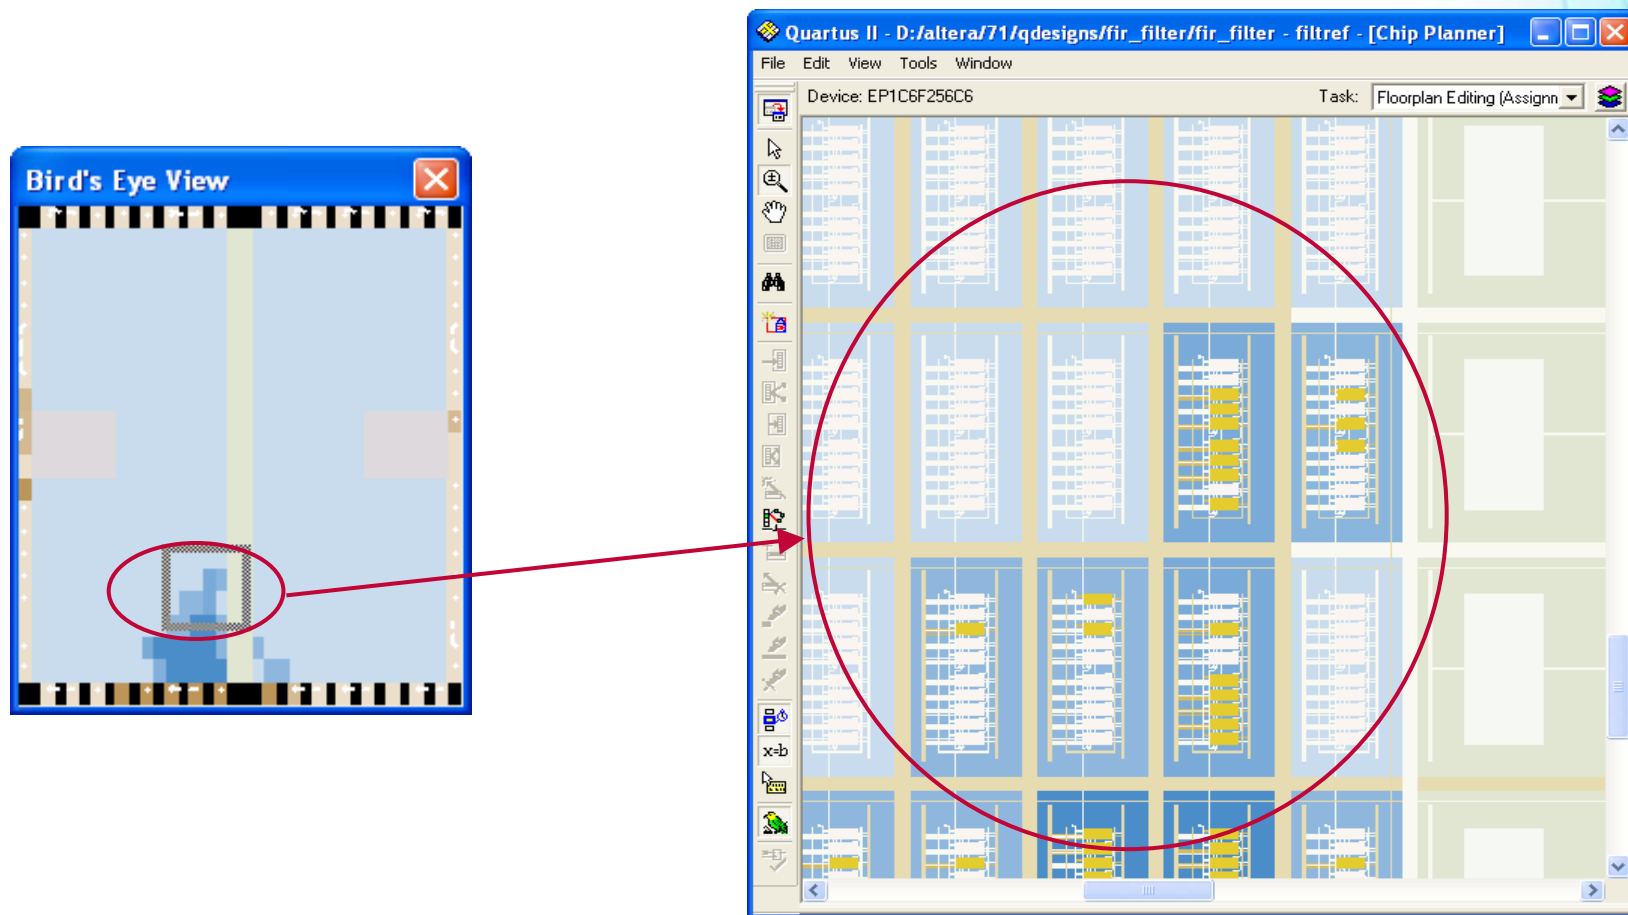 Bird's Eye View
Quartus II - D:/altera/71/qdesigns/fir_filter/fir_filter - filtref - [Chip Planner]
File Edit View Tools Window
Device: EP1C6F256C6
Task: Floorplan Editing (Assignn
x=b